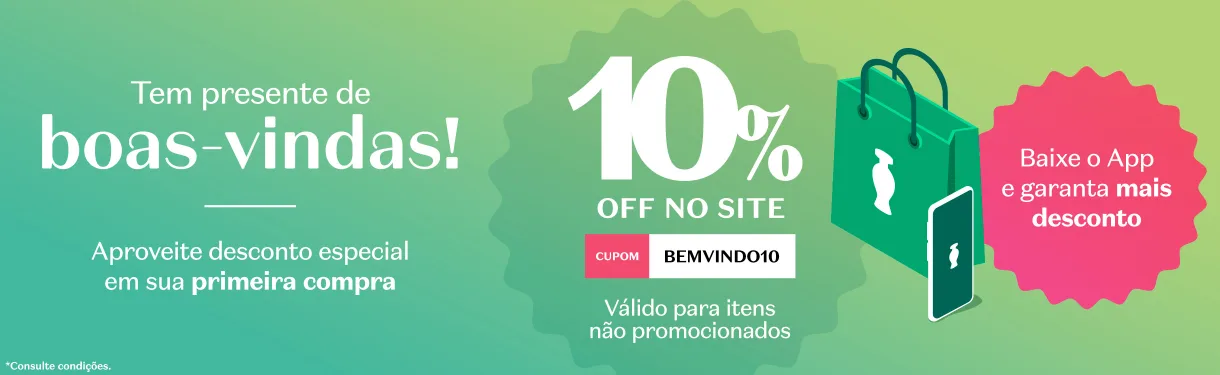 Tem presente de
boas-vindas!
Aproveite desconto especial
em sua primeira compra
*Consulte condições.
10%
OFF NO SITE
CUPOM BEMVINDO10
Válido para itens
não promocionados
Baixe o App
e garanta mais
desconto